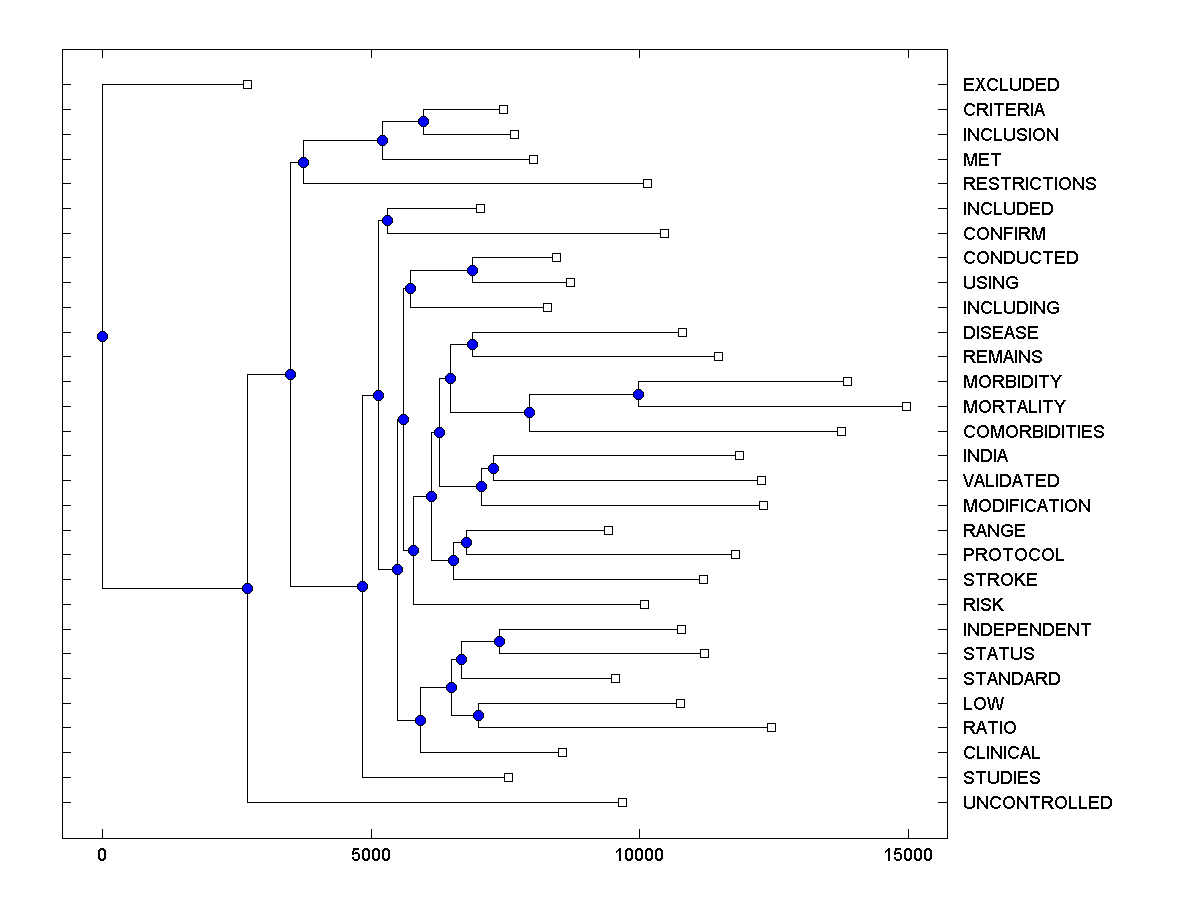 EXCLUDED
CRITERIA
INCLUSION
MET
RESTRICTIONS
INCLUDED
CONFIRM
CONDUCTED
USING
INCLUDING
DISEASE
REMAINS
MORBIDITY
MORTALITY
COMORBIDITIES
INDIA
VALIDATED
MODIFICATION
RANGE
PROTOCOL
STROKE
RISK
INDEPENDENT
STATUS
STANDARD
LOW
RATIO
CLINICAL
STUDIES
UNCONTROLLED
0 5000 10000 15000